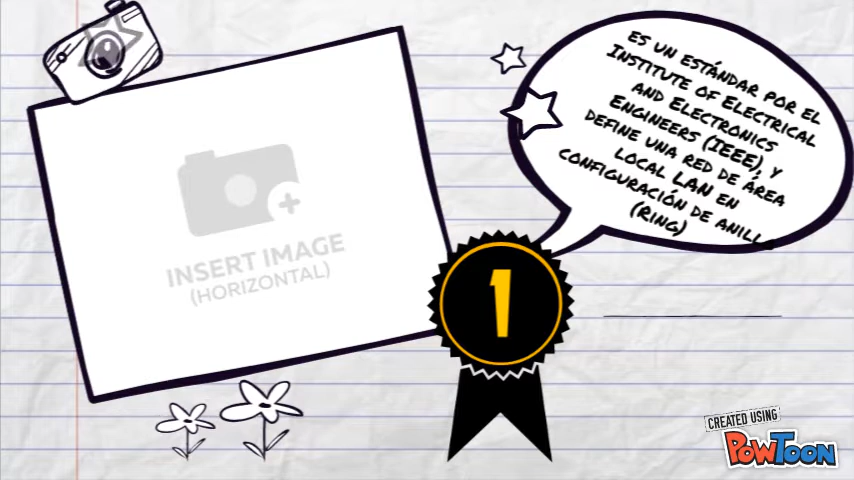 es un estándar por el
Institute of Electrical
and Electronics
Engineers (IEEE), y
define una red de área
local LAN en
configuración de anillo
(Ring)
INSERT IMAGE
(HORIZONTAL)
1
CREATED USING
POWTOON